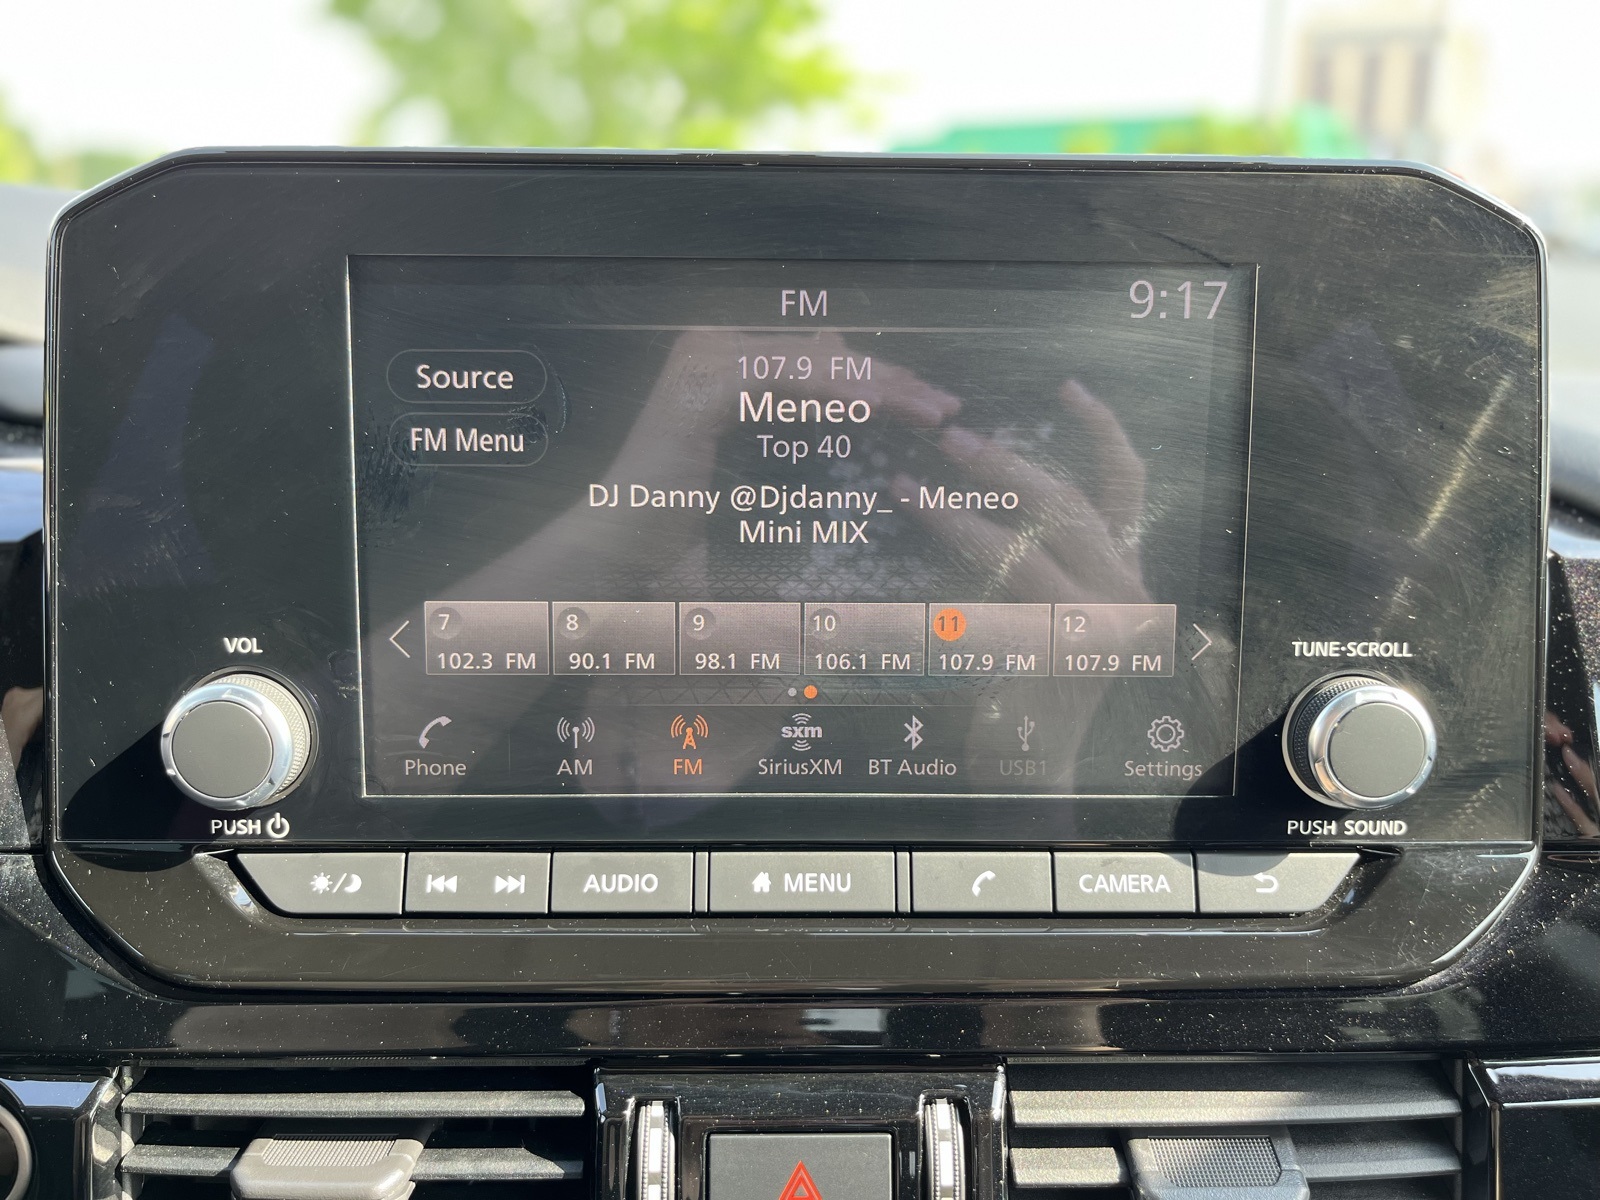 FM
9:17
Source
FM Menu
107.9 FM
Meneo
Top 40
DJ Danny @Djdanny_ - Meneo
Mini MIX
7
102.3 FM
8
90.1 FM
9
98.1 FM
10
106.1 FM
11
107.9 FM
12
107.9 FM
Phone
AM
FM
sxm
SiriusXM
BT Audio
USB1
Settings
VOL
PUSH
TUNE·SCROLL
PUSH SOUND
AUDIO
MENU
CAMERA